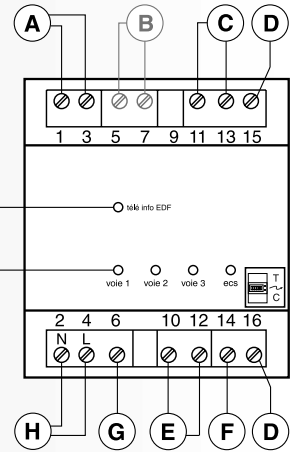 A B C D
1 3 5 7 9 11 13 15
télé info EDF
voie 1 voie 2 voie 3 ecs
T
C
2 4 6 10 12 14 16
N L
H G E F D